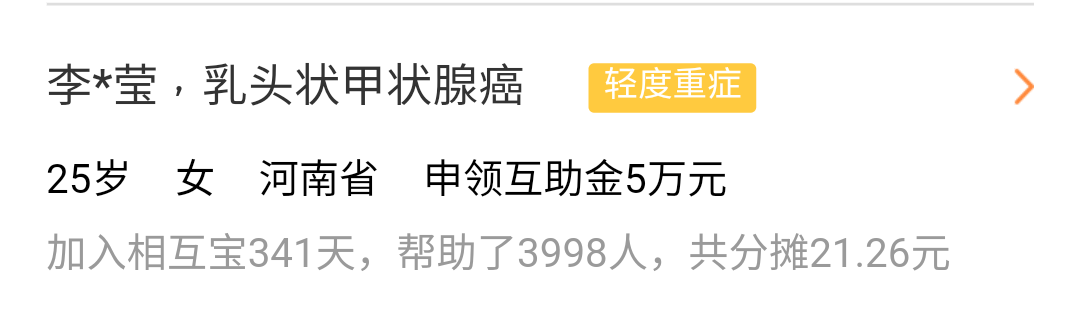 李*莹，乳头状甲状腺癌 轻度重症
25岁 女 河南省 申领互助金5万元
加入相互宝341天，帮助了3998人，共分摊21.26元